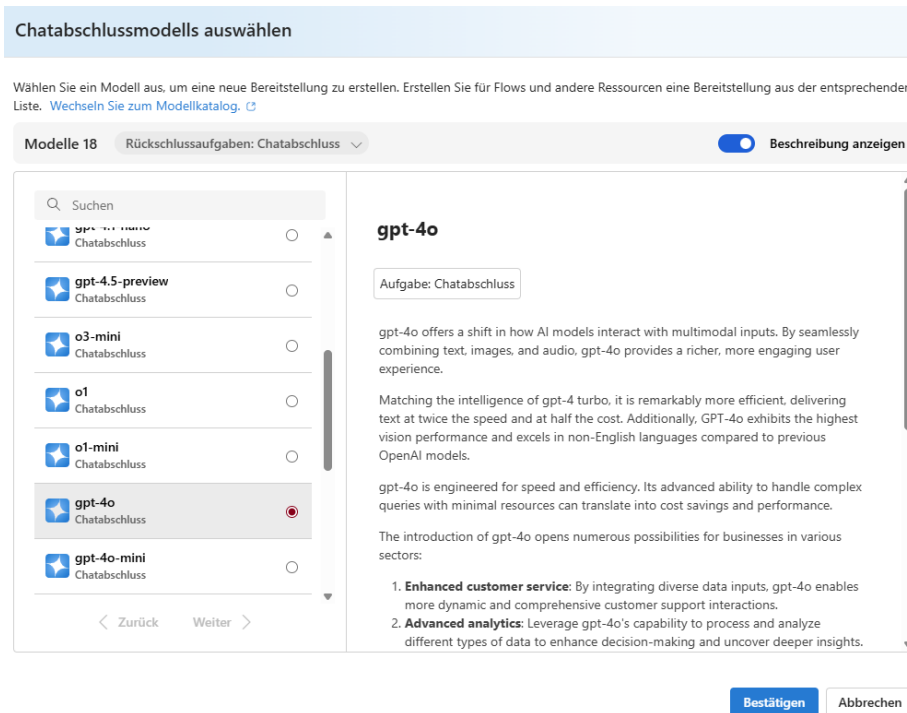 Chatabschlussmodells auswählen
Wählen Sie ein Modell aus, um eine neue Bereitstellung zu erstellen. Erstellen Sie für Flows und andere Ressourcen eine Bereitstellung aus der entsprechenden
Liste. Wechseln Sie zum Modellkatalog.
Modelle 18 Rückschlussaufgaben: Chatabschluss Beschreibung anzeigen
Suchen
gpt-4.1-nano
Chatabschluss
gpt-4.5-preview
Chatabschluss
o3-mini
Chatabschluss
o1
Chatabschluss
o1-mini
Chatabschluss
gpt-4o
Chatabschluss
gpt-4o-mini
Chatabschluss
Zurück Weiter
gpt-4o
Aufgabe: Chatabschluss
gpt-4o offers a shift in how AI models interact with multimodal inputs. By seamlessly
combining text, images, and audio, gpt-4o provides a richer, more engaging user
experience.
Matching the intelligence of gpt-4 turbo, it is remarkably more efficient, delivering
text at twice the speed and at half the cost. Additionally, GPT-4o exhibits the highest
vision performance and excels in non-English languages compared to previous
OpenAI models.
gpt-4o is engineered for speed and efficiency. Its advanced ability to handle complex
queries with minimal resources can translate into cost savings and performance.
The introduction of gpt-4o opens numerous possibilities for businesses in various
sectors:
1. Enhanced customer service: By integrating diverse data inputs, gpt-4o enables
more dynamic and comprehensive customer support interactions.
2. Advanced analytics: Leverage gpt-4o's capability to process and analyze
different types of data to enhance decision-making and uncover deeper insights.
Bestätigen Abbrechen